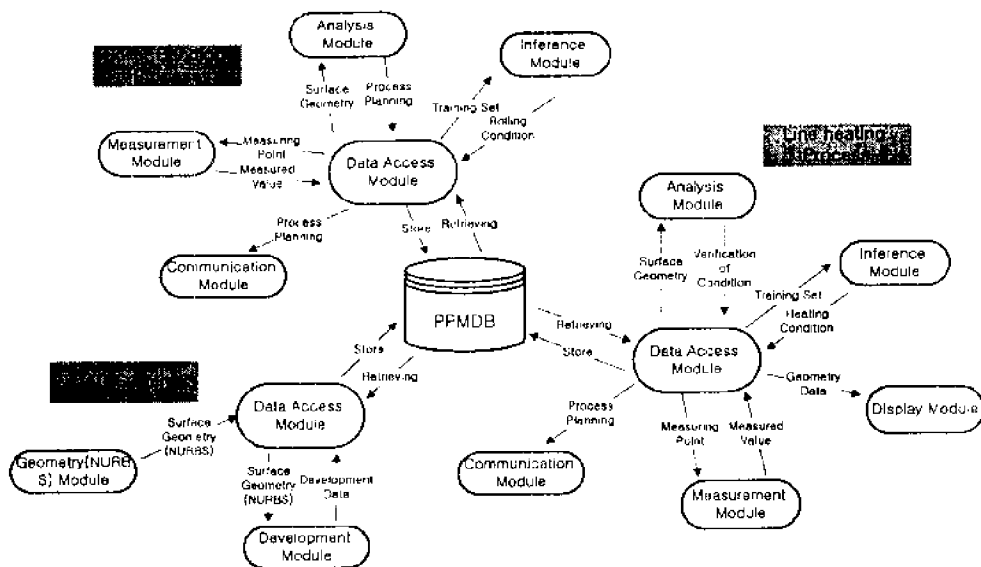 Analysis
Module
Inference
Module
Surface
Geometry
Process
Planning
Training Set
Rolling
Condition
Measurement
Module
Measuring
Point
Measured
Value
Data Access
Module
Process
Planning
Communication
Module
Store
Retrieving
PPMDB
Line heating
Process
Analysis
Module
Surface
Geometry
Verification
of
Condition
Inference
Module
Training Set
Heating
Condition
Retrieving
Store
Data Access
Module
Geometry
Data
Display Module
Process
Planning
Communication
Module
Measuring
Point
Measured
Value
Measurement
Module
Store
Retrieving
Data Access
Module
Surface
Geometry
(NURBS)
Geometry(NURB
S) Module
Surface
Geometry
(NURBS)
Development
Data
Development
Module